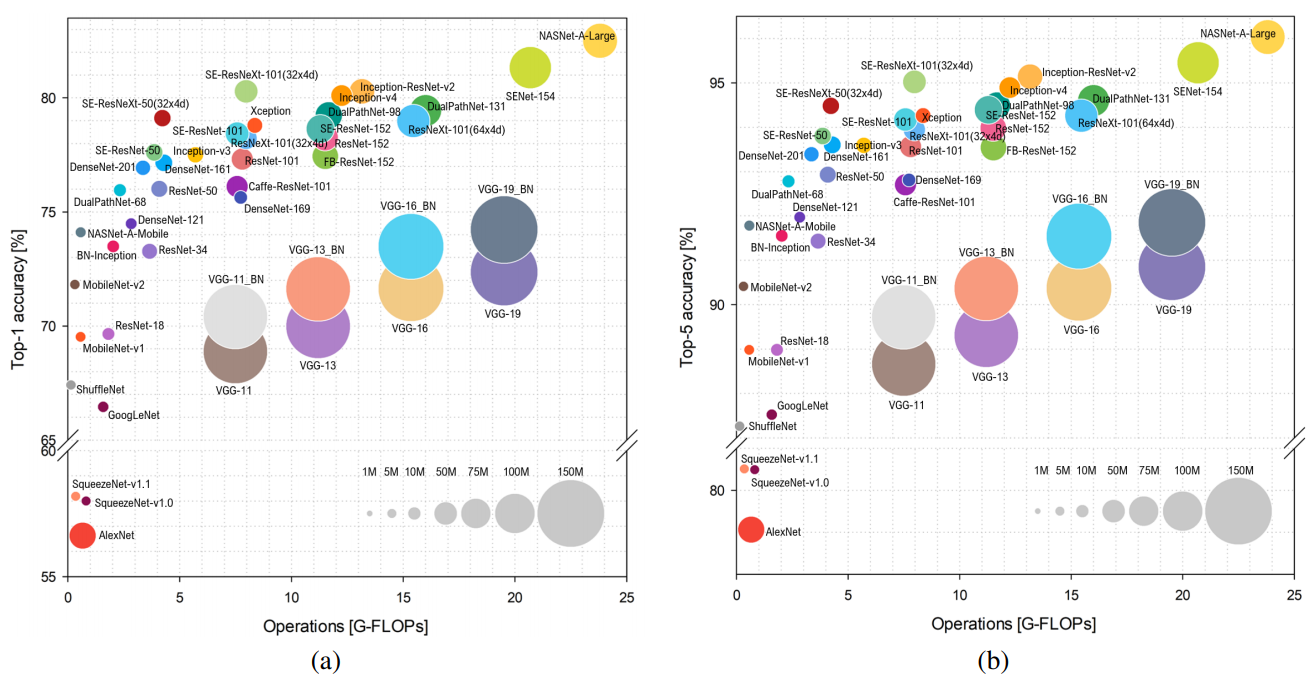 NASNet-A-Large
SE-ResNeXt-101(32x4d)
Inception-ResNet-v2
SENet-154
80
Inception-v4
DualPathNet-131
SE-ResNeXt-50(32x4d)
Xception
DualPathNet-98
SE-ResNet-101
SE-ResNet-152
ResNeXt-101(64x4d)
ResNeXt-101(32x4d)
ResNet-152
SE-ResNet-50
Inception-v3
ResNet-101
FB-ResNet-152
DenseNet-201
DenseNet-161
ResNet-50
Caffe-ResNet-101
VGG-19_BN
DualPathNet-68
DenseNet-169
VGG-16_BN
75
DenseNet-121
NASNet-A-Mobile
BN-Inception
ResNet-34
VGG-13_BN
VGG-11_BN
MobileNet-v2
VGG-19
70
ResNet-18
VGG-16
MobileNet-v1
VGG-13
ShuffleNet
VGG-11
GoogLeNet
65
60
1M 5M 10M 50M 75M 100M 150M
SqueezeNet-v1.1
SqueezeNet-v1.0
AlexNet
55
0 5 10 15 20 25
Top-1 accuracy [%]
Operations [G-FLOPs]
(a)
NASNet-A-Large
SE-ResNeXt-101(32x4d)
Inception-ResNet-v2
95
SENet-154
Inception-v4
SE-ResNeXt-50(32x4d)
DualPathNet-131
DualPathNet-98
Xception
SE-ResNet-152
SE-ResNet-101
ResNeXt-101(64x4d)
ResNet-152
SE-ResNet-50
ResNeXt-101(32x4d)
Inception-v3
ResNet-101
FB-ResNet-152
DenseNet-201
DenseNet-161
ResNet-50
DenseNet-169
DualPathNet-68
Caffe-ResNet-101
VGG-19_BN
DenseNet-121
VGG-16_BN
NASNet-A-Mobile
BN-Inception
ResNet-34
VGG-13_BN
VGG-11_BN
MobileNet-v2
90
VGG-19
VGG-16
ResNet-18
MobileNet-v1
VGG-13
VGG-11
GoogLeNet
ShuffleNet
SqueezeNet-v1.1
1M 5M 10M 50M 75M 100M 150M
SqueezeNet-v1.0
80
AlexNet
0 5 10 15 20 25
Top-5 accuracy [%]
Operations [G-FLOPs]
(b)